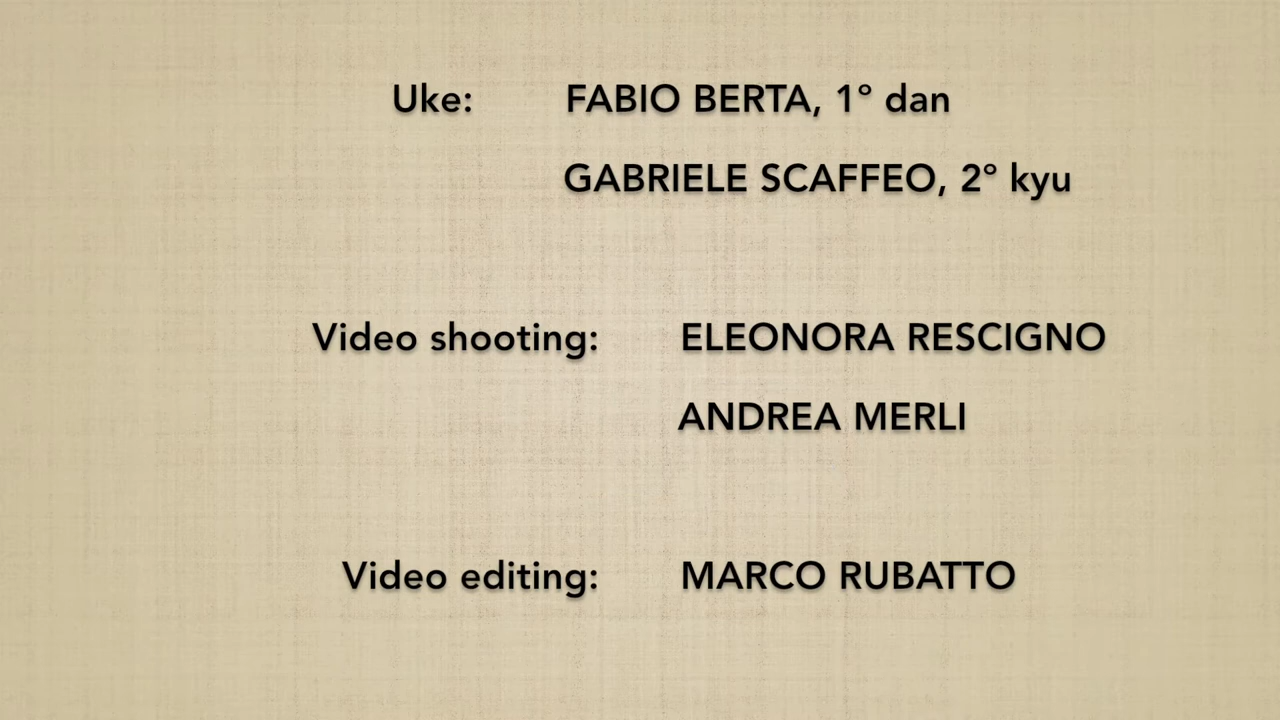 Uke: FABIO BERTA, 1° dan
GABRIELE SCAFFEO, 2° kyu
Video shooting: ELEONORA RESCIGNO
ANDREA MERLI
Video editing: MARCO RUBATTO